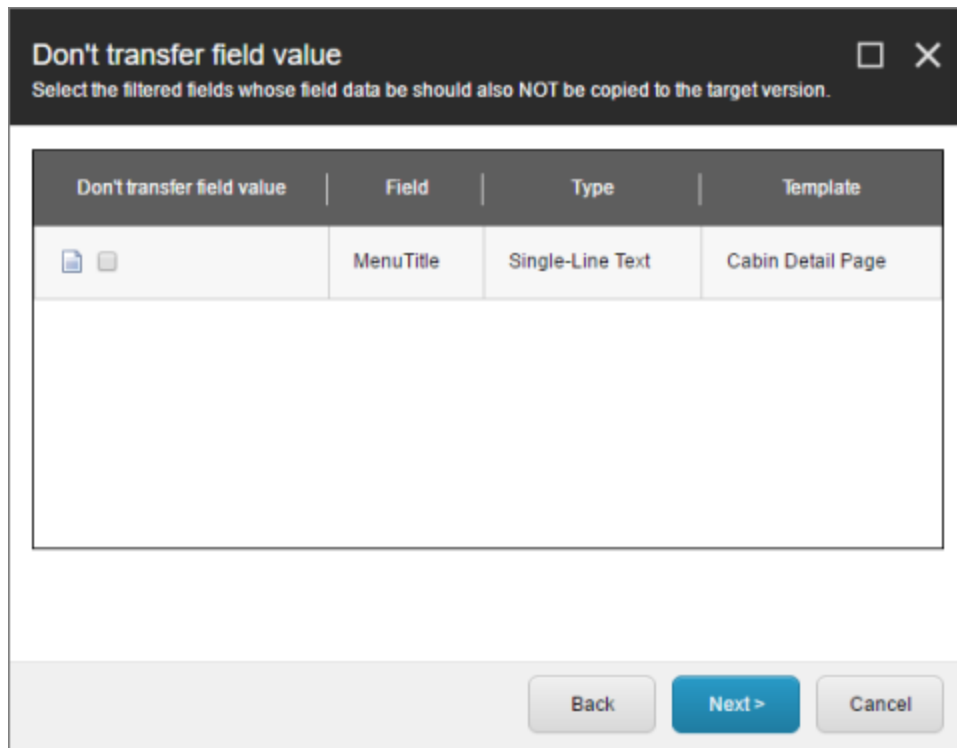 Don't transfer field value
Select the filtered fields whose field data be should also NOT be copied to the target version.
Don't transfer field value Field Type Template
MenuTitle Single-Line Text Cabin Detail Page
Back Next > Cancel